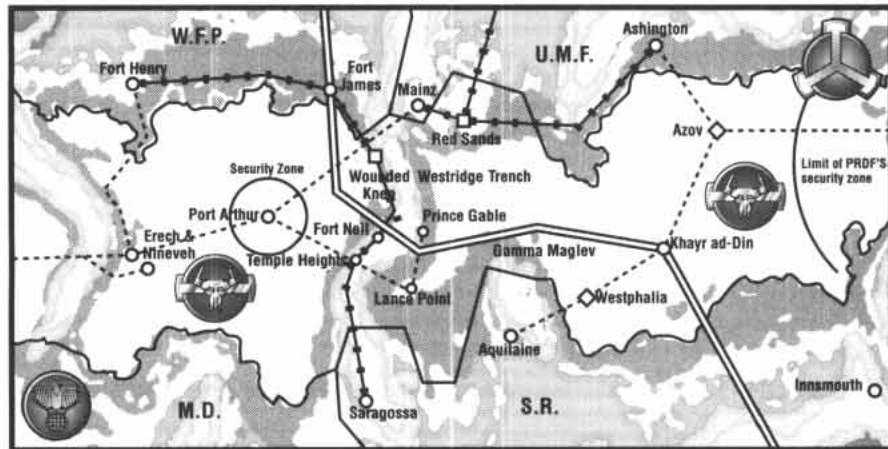 W.F.P.
U.M.F.
Ashington
Fort Henry
Fort
James
Mainz
Red Sands
Azov
Security Zone
Wounded
Knee
Westridge Trench
Limit of PRDF'S
security zone
Port Arthur
Fort Neil
Prince Gable
Erech &
Nineveh
Temple Heights
Gamma Maglev
Khayr ad-Din
Lance Point
Westphalia
Aquilaine
Innsmouth
M.D.
Saragossa
S.R.